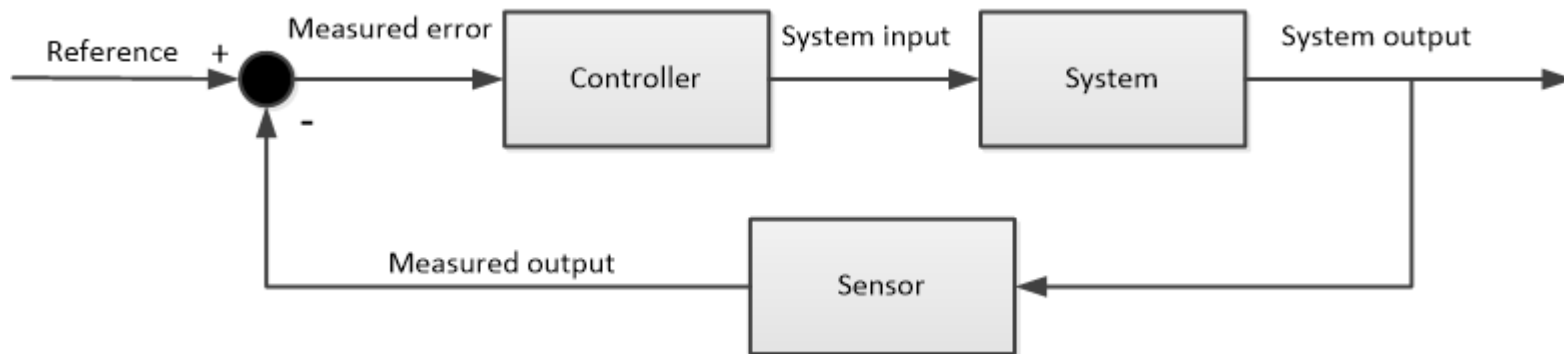 Reference
+
Measured error
Controller
System input
System
System output
-
Measured output
Sensor